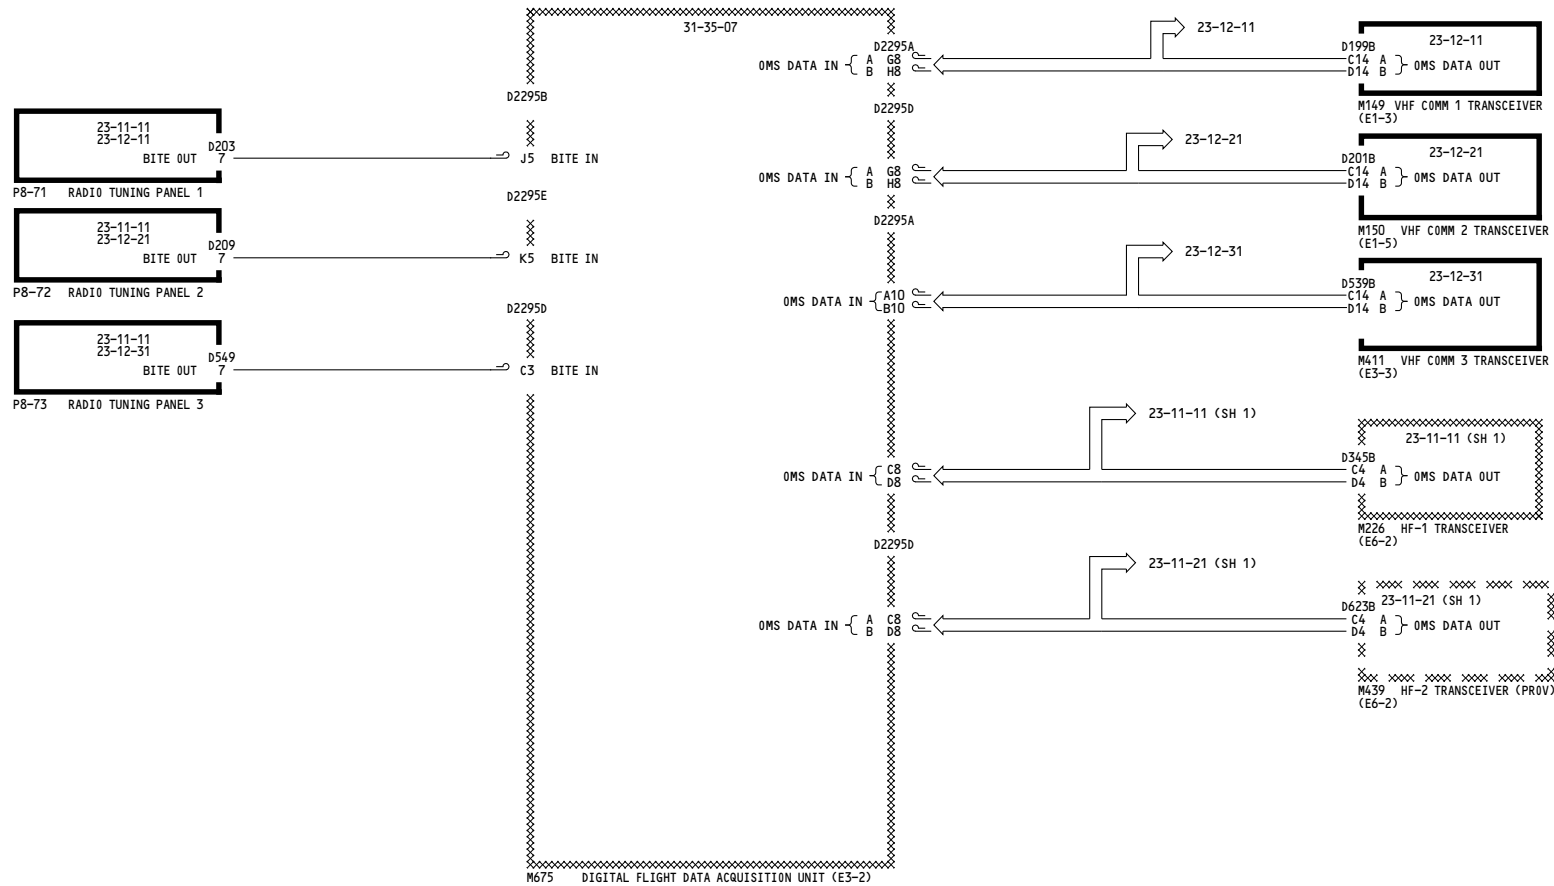 31-35-07
D2295B
23-11-11
23-12-11
BITE OUT
D203
7
P8-71 RADIO TUNING PANEL 1
J5 BITE IN
D2295E
23-11-11
23-12-21
BITE OUT
D209
7
P8-72 RADIO TUNING PANEL 2
K5 BITE IN
D2295D
23-11-11
23-12-31
BITE OUT
D549
7
P8-73 RADIO TUNING PANEL 3
C3 BITE IN
D2295A
OMS DATA IN
A G8
B H8
23-12-11
D199B
C14 A
D14 B
23-12-11
OMS DATA OUT
M149 VHF COMM 1 TRANSCEIVER
(E1-3)
D2295D
OMS DATA IN
A G8
B H8
23-12-21
D201B
C14 A
D14 B
23-12-21
OMS DATA OUT
M150 VHF COMM 2 TRANSCEIVER
(E1-5)
D2295A
OMS DATA IN
A10
B10
23-12-31
D539B
C14 A
D14 B
23-12-31
OMS DATA OUT
M411 VHF COMM 3 TRANSCEIVER
(E3-3)
OMS DATA IN
C8
D8
23-11-11 (SH 1)
D345B
C4 A
D4 B
23-11-11 (SH 1)
OMS DATA OUT
M226 HF-1 TRANSCEIVER
(E6-2)
D2295D
OMS DATA IN
A C8
B D8
23-11-21 (SH 1)
D623B
C4 A
D4 B
23-11-21 (SH 1)
OMS DATA OUT
M439 HF-2 TRANSCEIVER (PROV)
(E6-2)
M675 DIGITAL FLIGHT DATA ACQUISITION UNIT (E3-2)